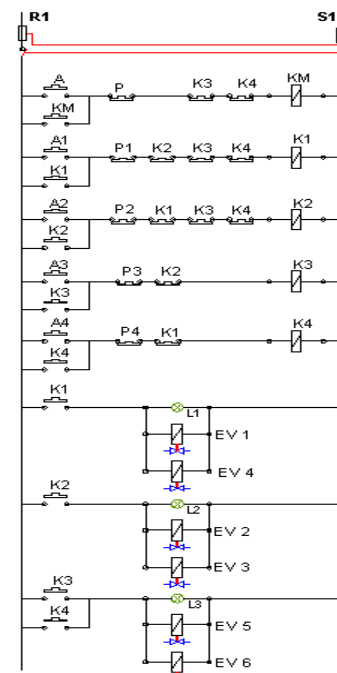 R1 S1
A P K3 K4 KM
KM
A1 P1 K2 K3 K4 K1
K1
A2 P2 K1 K3 K4 K2
K2
A3 P3 K2 K3
K3
A4 P4 K1 K4
K4
K1
L1
EV 1
EV 4
K2
L2
EV 2
EV 3
K3
L3
K4
EV 5
EV 6